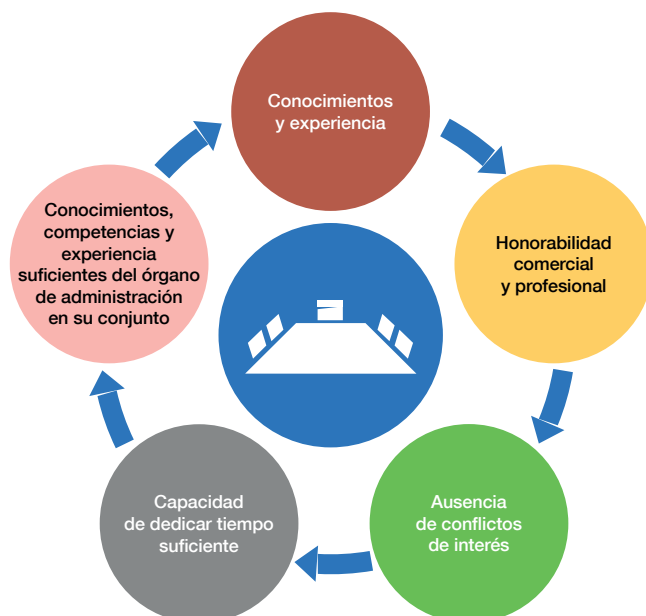 Conocimientos
y experiencia
Honorabilidad
comercial
y profesional
Ausencia
de conflictos
de interés
Capacidad
de dedicar tiempo
suficiente
Conocimientos,
competencias y
experiencia
suficientes del órgano
de administración
en su conjunto